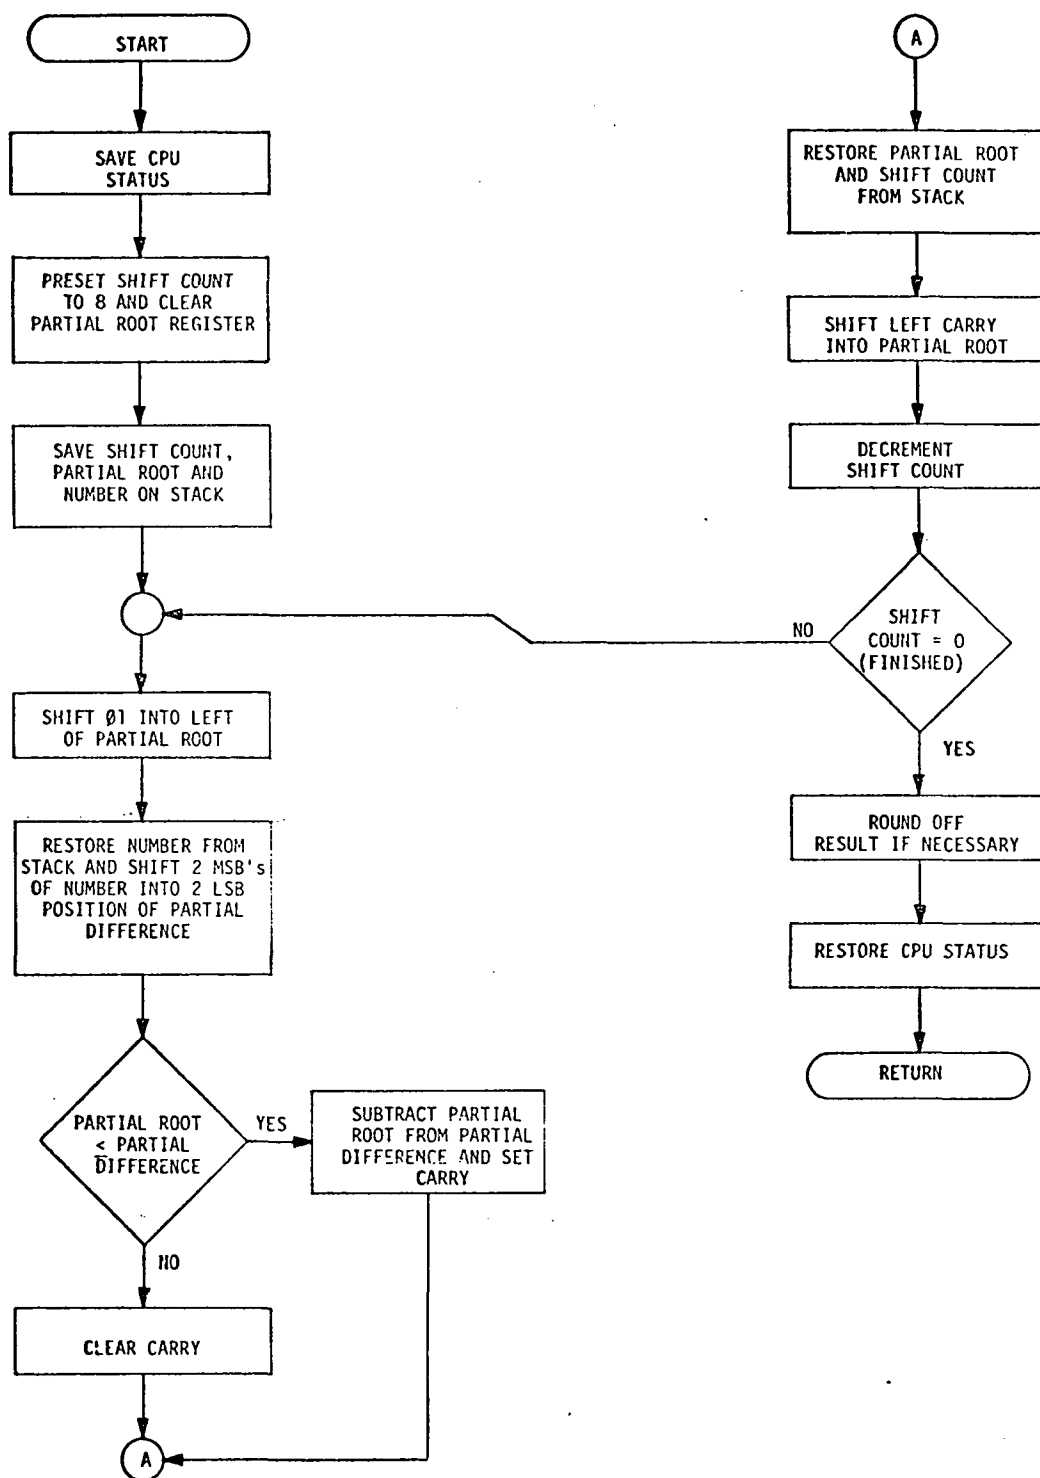 START
SAVE CPU
STATUS
PRESET SHIFT COUNT
TO 8 AND CLEAR
PARTIAL ROOT REGISTER
SAVE SHIFT COUNT,
PARTIAL ROOT AND
NUMBER ON STACK
SHIFT Ø1 INTO LEFT
OF PARTIAL ROOT
RESTORE NUMBER FROM
STACK AND SHIFT 2 MSB's
OF NUMBER INTO 2 LSB
POSITION OF PARTIAL
DIFFERENCE
PARTIAL ROOT
≤ PARTIAL
DIFFERENCE
YES
SUBTRACT PARTIAL
ROOT FROM PARTIAL
DIFFERENCE AND SET
CARRY
NO
CLEAR CARRY
A
A
RESTORE PARTIAL ROOT
AND SHIFT COUNT
FROM STACK
SHIFT LEFT CARRY
INTO PARTIAL ROOT
DECREMENT
SHIFT COUNT
SHIFT
COUNT = 0
(FINISHED)
NO
YES
ROUND OFF
RESULT IF NECESSARY
RESTORE CPU STATUS
RETURN